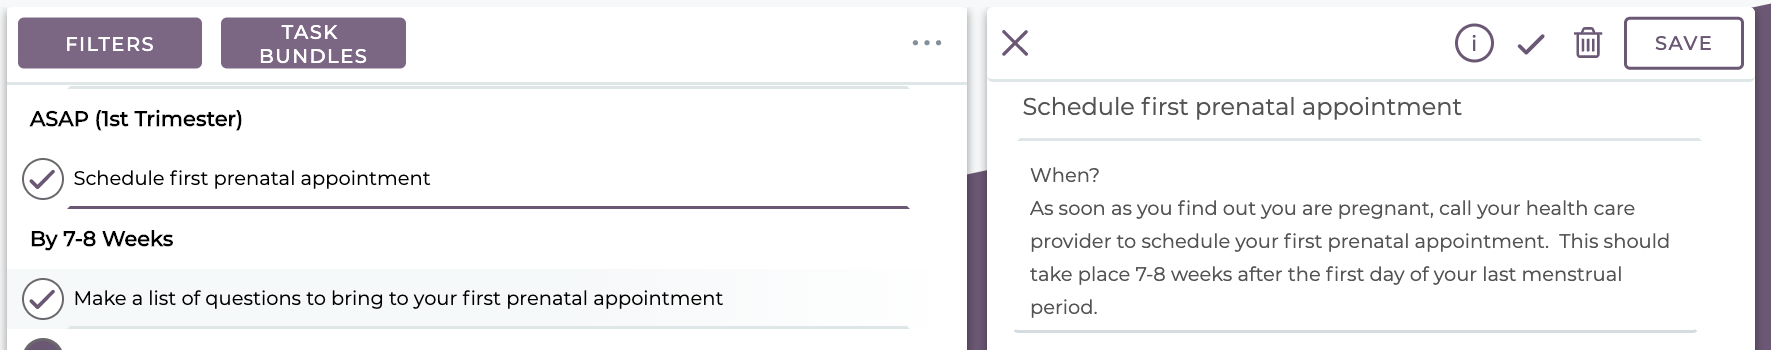 FILTERS
TASK
BUNDLES
ASAP (1st Trimester)
Schedule first prenatal appointment
By 7-8 Weeks
Make a list of questions to bring to your first prenatal appointment
SAVE
Schedule first prenatal appointment
When?
As soon as you find out you are pregnant, call your health care
provider to schedule your first prenatal appointment.  This should
take place 7-8 weeks after the first day of your last menstrual
period.